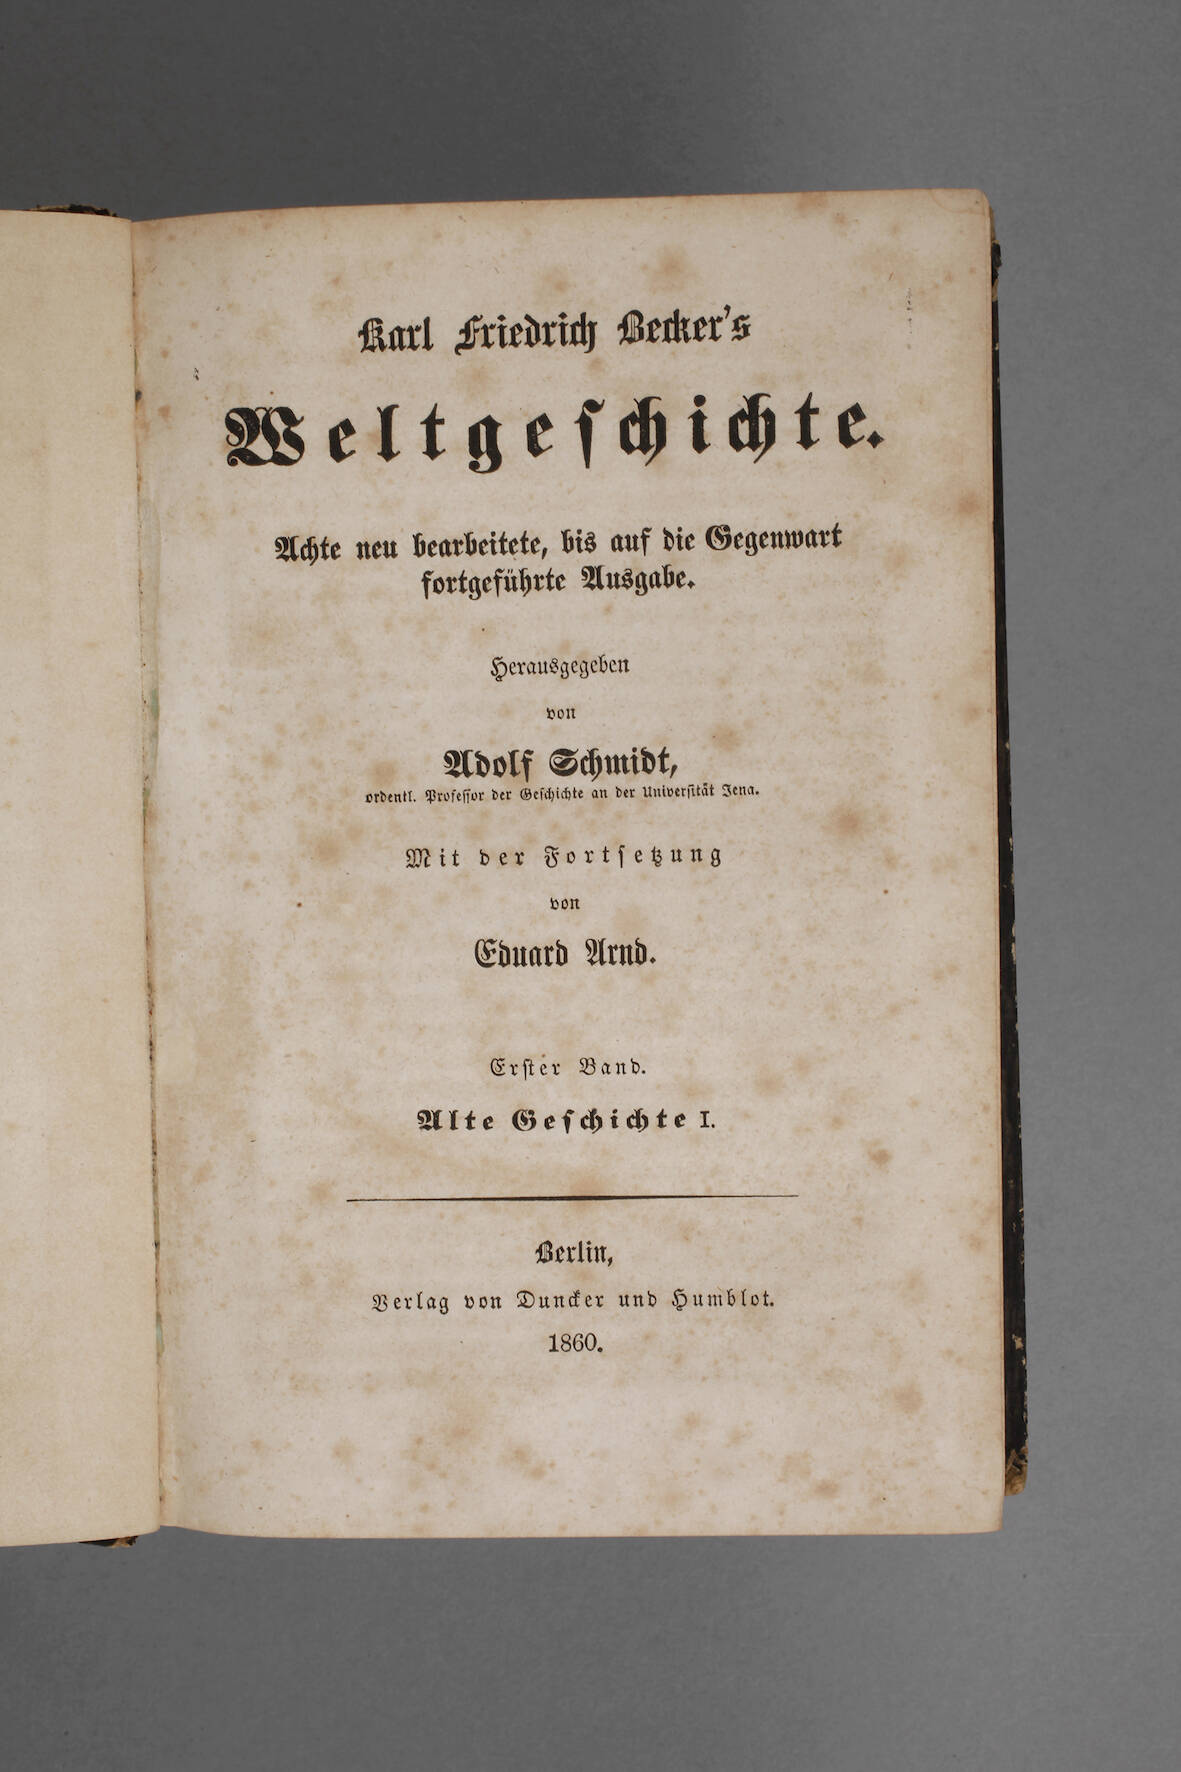 Karl Friedrich Becker's
Weltgeſchichte.
Achte neu bearbeitete, bis auf die Gegenwart
fortgeführte Ausgabe.
Herausgegeben
von
Adolf Schmidt,
ordentl. Profeſſor der Geſchichte an der Univerſität Jena.
Mit der Fortſetzung
von
Eduard Arnd.
Erſter Band.
Alte Geſchichte I.
Berlin,
Verlag von Duncker und Humblot.
1860.